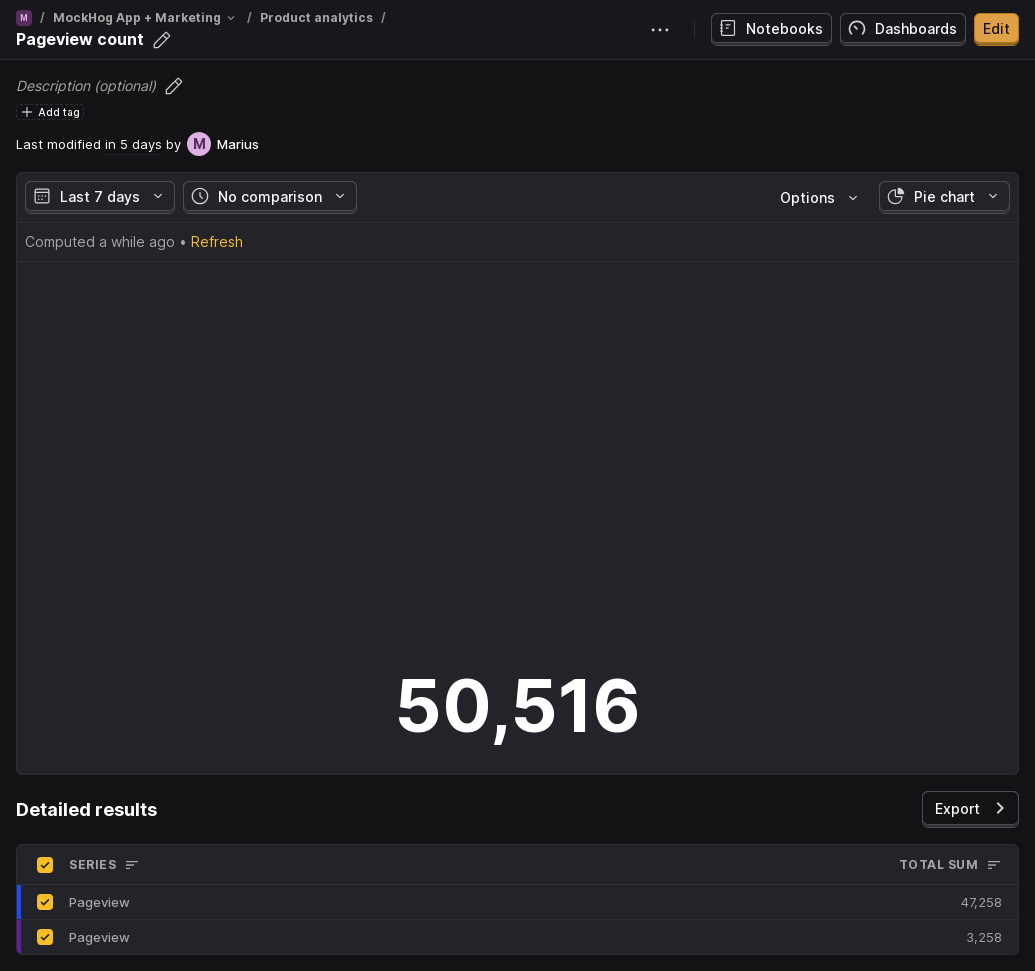 M / MockHog App + Marketing / Product analytics /
Pageview count
Notebooks
Dashboards
Edit
Description (optional)
Add tag
Last modified in 5 days by M Marius
Last 7 days
No comparison
Options
Pie chart
Computed a while ago • Refresh
50,516
Detailed results
Export
SERIES
TOTAL SUM
Pageview
47,258
Pageview
3,258